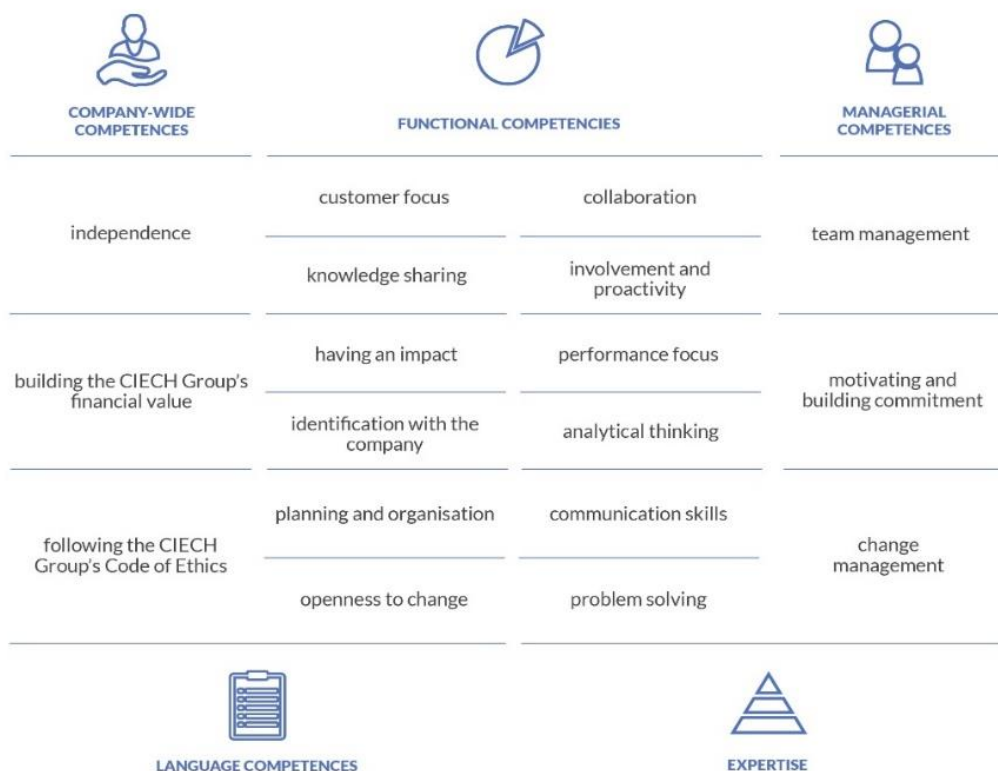 COMPANY-WIDE
COMPETENCES
FUNCTIONAL COMPETENCIES
MANAGERIAL
COMPETENCES
independence
customer focus
collaboration
knowledge sharing
involvement and
proactivity
team management
building the CIECH Group's
financial value
having an impact
performance focus
identification with the
company
analytical thinking
motivating and
building commitment
following the CIECH
Group's Code of Ethics
planning and organisation
communication skills
openness to change
problem solving
change
management
LANGUAGE COMPETENCES
EXPERTISE